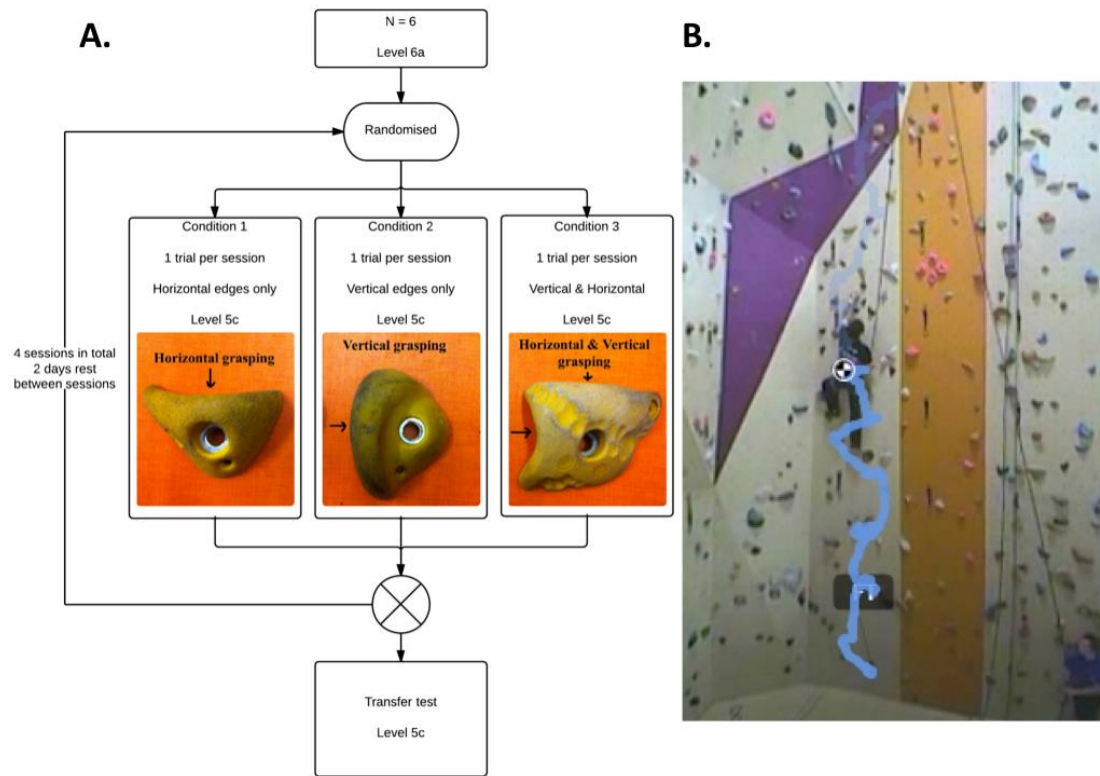 A.
B.
N = 6
Level 6a
Randomised
Condition 1
1 trial per session
Horizontal edges only
Level 5c
Horizontal grasping
Condition 2
1 trial per session
Vertical edges only
Level 5c
Vertical grasping
Condition 3
1 trial per session
Vertical & Horizontal
Level 5c
Horizontal & Vertical
grasping
4 sessions in total
2 days rest
between sessions
Transfer test
Level 5c